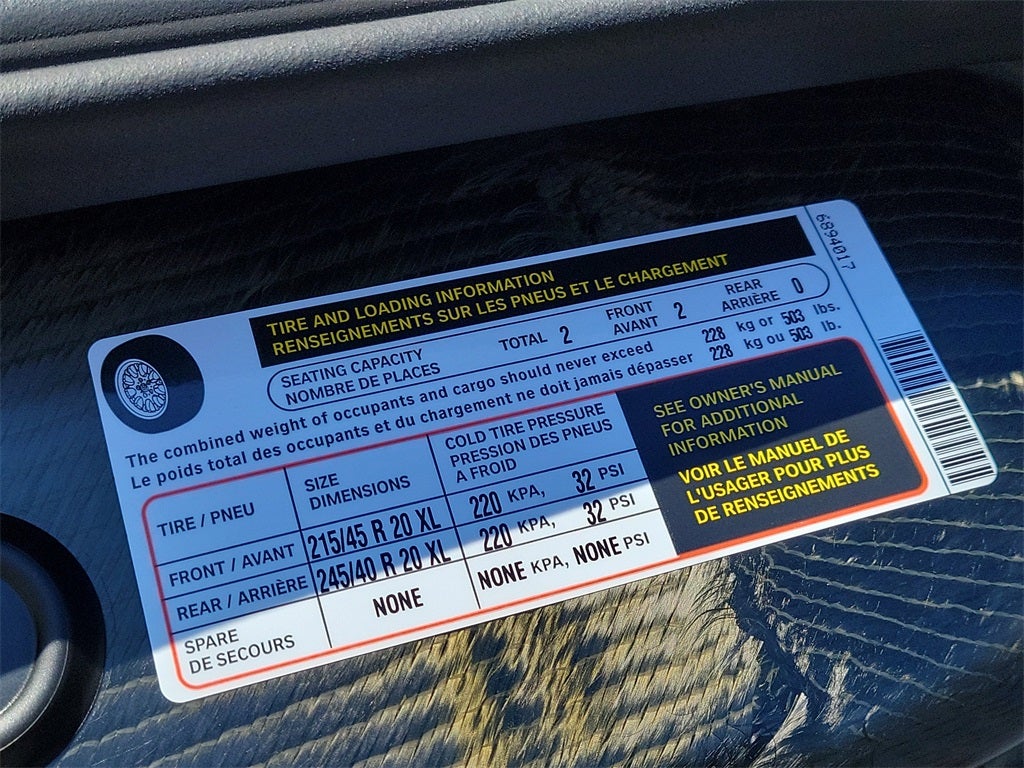 6894017
TIRE AND LOADING INFORMATION
RENSEIGNEMENTS SUR LES PNEUS ET LE CHARGEMENT
SEATING CAPACITY
NOMBRE DE PLACES
TOTAL 2
FRONT
AVANT 2
REAR
ARRIÈRE 0
The combined weight of occupants and cargo should never exceed 228 kg or 503 lbs.
Le poids total des occupants et du chargement ne doit jamais dépasser 228 kg ou 503 lb.
TIRE / PNEU
SIZE
DIMENSIONS
COLD TIRE PRESSURE
PRESSION DES PNEUS
A FROID
FRONT / AVANT 215/45 R 20 XL 220 KPA, 32 PSI
REAR / ARRIÈRE 245/40 R 20 XL 220 KPA, 32 PSI
SPARE
DE SECOURS
NONE NONE KPA, NONE PSI
SEE OWNER'S MANUAL
FOR ADDITIONAL
INFORMATION
VOIR LE MANUEL DE
L'USAGER POUR PLUS
DE RENSEIGNEMENTS